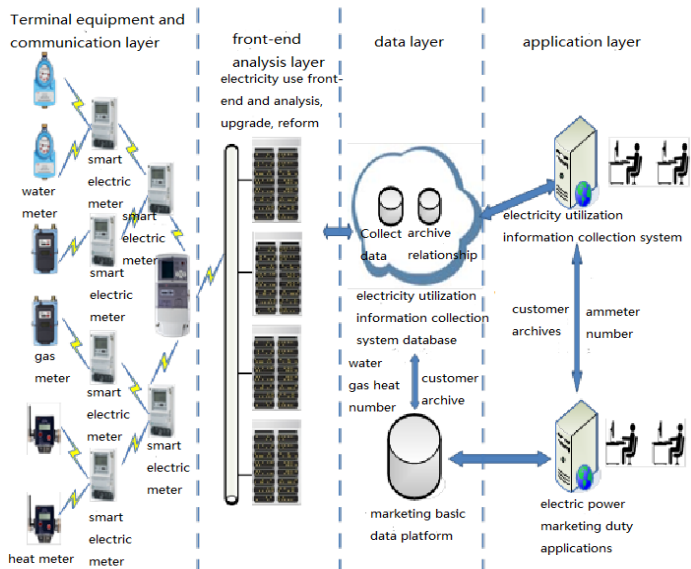 Terminal equipment and
communication layer
front-end
analysis layer
data layer
application layer
electricity use front-
end and analysis,
upgrade, reform
smart
electric
meter
water
meter
smart
electric
meter
smart
electric
meter
gas
meter
smart
electric
meter
smart
electric
meter
heat meter
smart
electric
meter
Collect
data
archive
relationship
electricity utilization
information collection
system database
water
gas heat
number
customer
archive
marketing basic
data platform
electricity utilization
information collection system
customer
archives
ammeter
number
electric power
marketing duty
applications